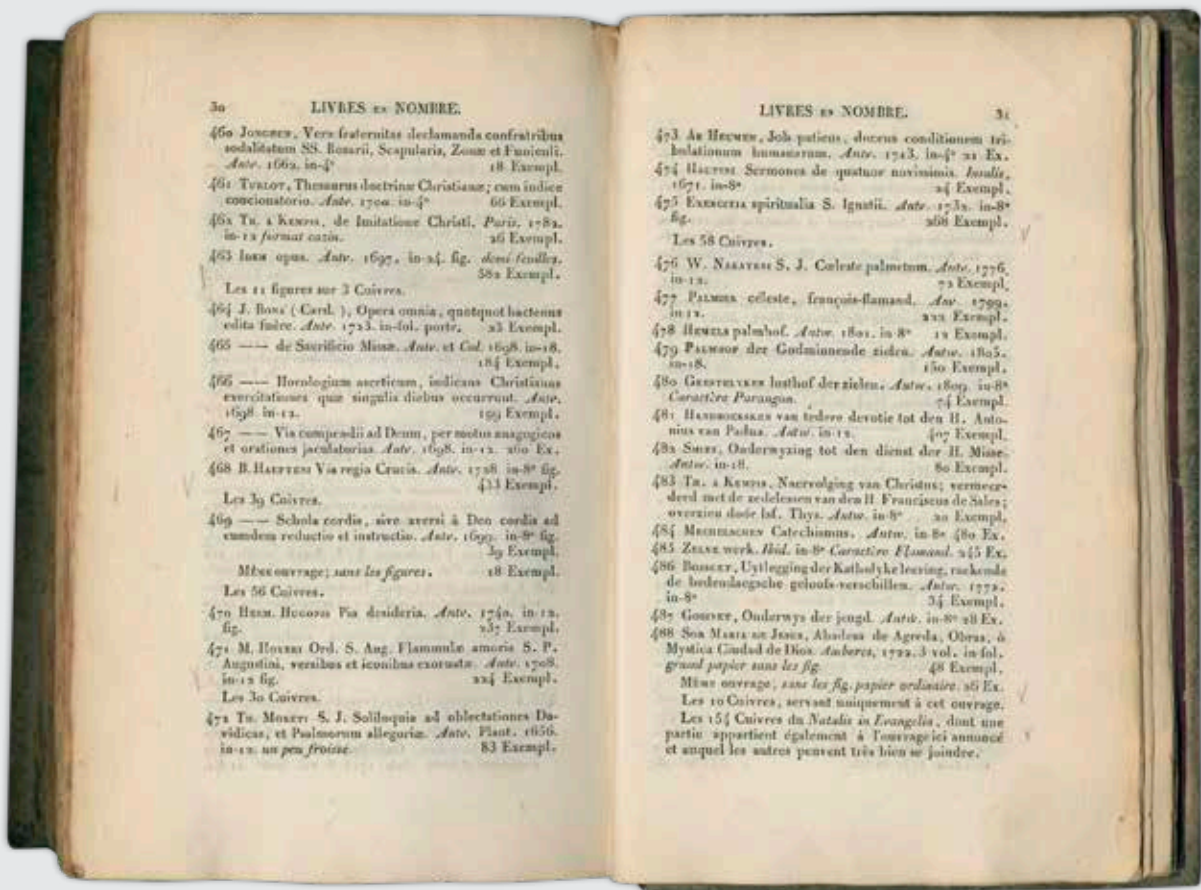 30 LIVRES EN NOMBRE.
460 JONGHEN, Vera fraternitas declamanda confratribus
sodalitatum SS. Rosarii, Scapularis, Zonæ et Funiculi.
Antv. 1662. in-4° 18 Exempl.
461 TURLOT, Thesaurus doctrinæ Christianæ; cum indice
concionatorio. Antv. 1700. in-4° 66 Exempl.
462 TH. A KEMPIS, de Imitatione Christi. Paris. 1782.
in-12 format cazin. 26 Exempl.
463 IDEM opus. Antv. 1697. in-24. fig. demi feuilles.
582 Exempl.
Les 11 figures sur 3 Cuivres.
464 J. BONA (Card.), Opera omnia, quotquot hactenus
edita fuêre. Antv. 1723. in-fol. portr. 23 Exempl.
465 —— de Sacrificio Missæ. Antv. et Col. 1698. in-18.
184 Exempl.
466 —— Horologium asceticum, indicans Christianas
exercitationes quæ singulis diebus occurrunt. Antv.
1698. in-12. 199 Exempl.
467 —— Via compendii ad Deum, per motus anagogicos
et orationes jaculatorias. Antv. 1698. in-12. 260 Ex.
468 B. HAEFTENI Via regia Crucis. Antv. 1728. in-8° fig.
433 Exempl.
Les 39 Cuivres.
469 —— Schola cordis, sive aversi à Deo cordis ad
eumdem reductio et instructio. Antv. 1699. in-8° fig.
39 Exempl.
MÊME OUVRAGE; sans les figures. 18 Exempl.
Les 56 Cuivres.
470 HERM. HUGONIS Pia desideria. Antv. 1740. in-12.
fig. 237 Exempl.
471 M. HOYERI Ord. S. Aug. Flammulæ amoris S. P.
Augustini, versibus et iconibus exornatæ. Antv. 1708.
in-12 fig. 224 Exempl.
Les 30 Cuivres.
472 TH. MORETI S. J. Soliloquia ad oblectationes Da-
vidicas, et Psalmorum allegoriæ. Antv. Plant. 1656.
in-12. un peu froissé. 83 Exempl.
LIVRES EN NOMBRE. 31
473 AB HEUMEN, Job patiens, docens conditionem tri-
bulationum humanarum. Antv. 1743. in-4° 21 Ex.
474 Sermones de quatuor novissimis. Insulis,
1671. in-8° 24 Exempl.
475 EXERCITIA spiritualia S. Ignatii. Antv. 1732. in-8°
fig. 268 Exempl.
Les 58 Cuivres.
476 W. NAKATENI S. J. Cœleste palmetum. Antv. 1776.
in-12. 72 Exempl.
477 PALMIER céleste, françois-flamand. Anv. 1799.
in-12. 222 Exempl.
478 HEMELS palmhof. Antw. 1801. in 8° 12 Exempl.
479 PALMHOF der Godminnende zielen. Antw. 1805.
in-18. 150 Exempl.
480 GEESTELYKEN lusthof der zielen. Antw. 1809. in-8°
Caractère Parangon. 74 Exempl.
481 HANDBOEKSKEN van tedere devotie tot den H. Anto-
nius van Padua. Antw. in-12. 407 Exempl.
482 SMITS, Onderwyzing tot den dienst der H. Misse.
Antw. in-18. 80 Exempl.
483 TH. A KEMPIS, Naervolging van Christus; vermeer-
derd met de zedelessen van den H. Franciscus de Sales;
overzien door Isf. Thys. Antw. in-8° 20 Exempl.
484 MECHELSCHEN Catechismus. Antw. in-8° 480 Ex.
485 ZELVE werk. Ibid. in-8° Caractère Flamand. 245 Ex.
486 BOSSUET, Uytlegging der Katholyke leering, raekende
de hedendaegsche geloofs-verschillen. Antw. 1772.
in-8° 34 Exempl.
487 GOBINET, Onderwys der jeugd. Antw. in-8° 28 Ex.
488 SOR MARIA DE JESUS, Abadesa de Agreda, Obras, ò
Mystica Ciudad de Dios. Amberes, 1722. 3 vol. in-fol.
grand papier sans les fig. 48 Exempl.
MÊME OUVRAGE, sans les fig. papier ordinaire. 26 Ex.
Les 10 Cuivres, servant uniquement à cet ouvrage.
Les 154 Cuivres du Natalis in Evangelia, dont une
partie appartient également à l'ouvrage ici annoncé
et auquel les autres peuvent très bien se joindre.